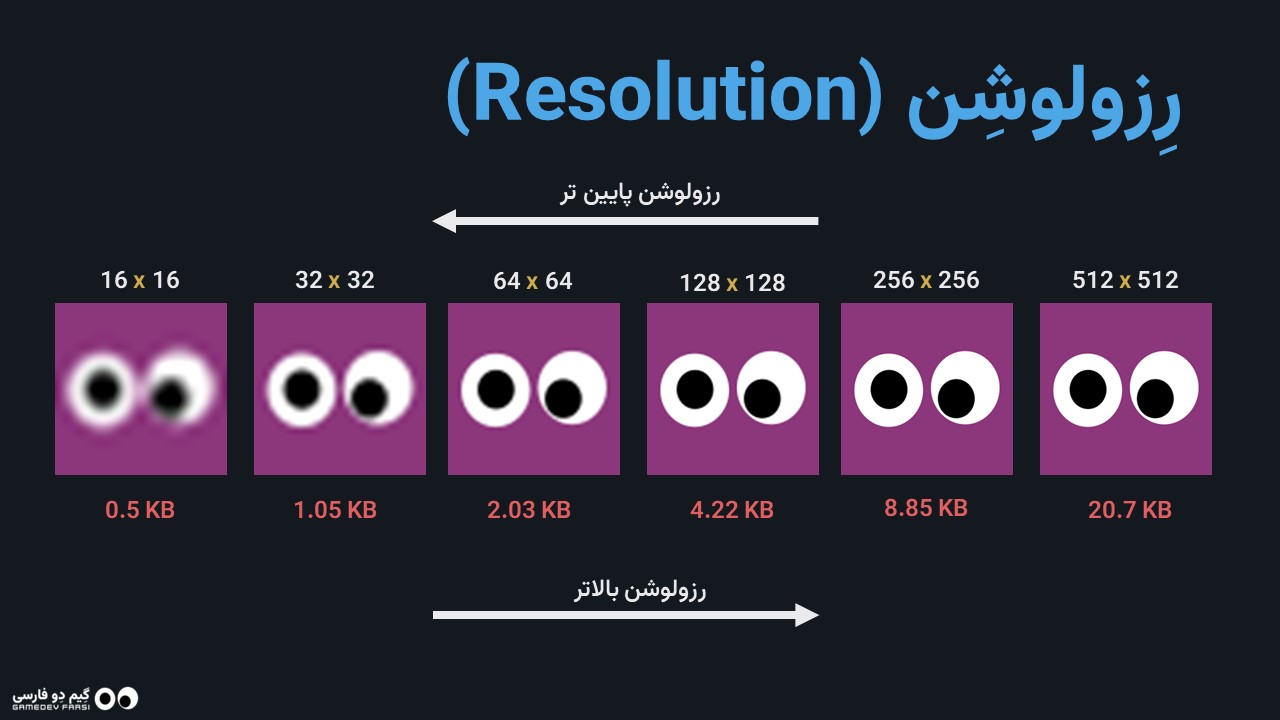 رِزولوشِن (Resolution)
رزولوشن پایین تر
16 x 16
32 x 32
64 x 64
128 x 128
256 x 256
512 x 512
0.5 KB
1.05 KB
2.03 KB
4.22 KB
8.85 KB
20.7 KB
رزولوشن بالاتر
گیم دِو فارسی
GAMEDEV FARSI